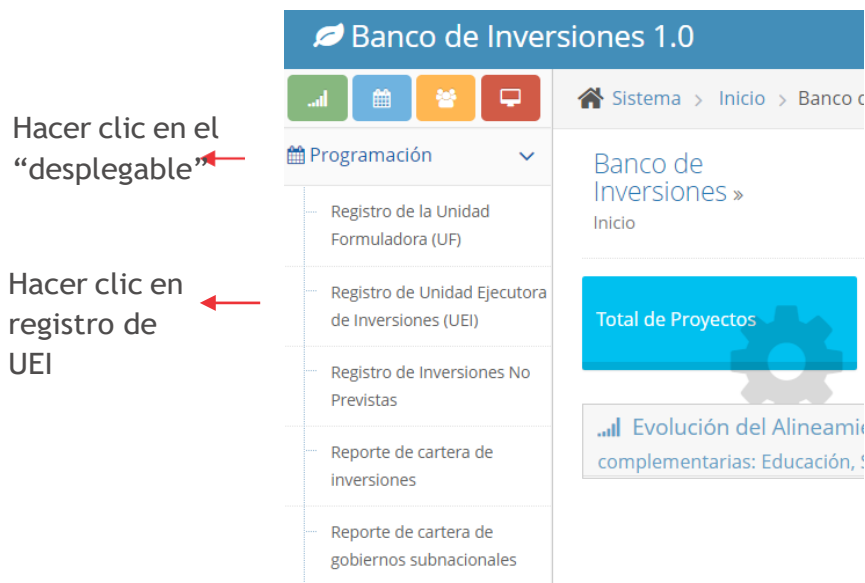 Banco de Inversiones 1.0
Sistema > Inicio > Banco
Hacer clic en el
“desplegable”
Programación
Banco de
Inversiones »
Inicio
Registro de la Unidad
Formuladora (UF)
Hacer clic en
registro de
UEI
Registro de Unidad Ejecutora
de Inversiones (UEI)
Total de Proyectos
Registro de Inversiones No
Previstas
Evolución del Alineami
complementarias: Educación, S
Reporte de cartera de
inversiones
Reporte de cartera de
gobiernos subnacionales